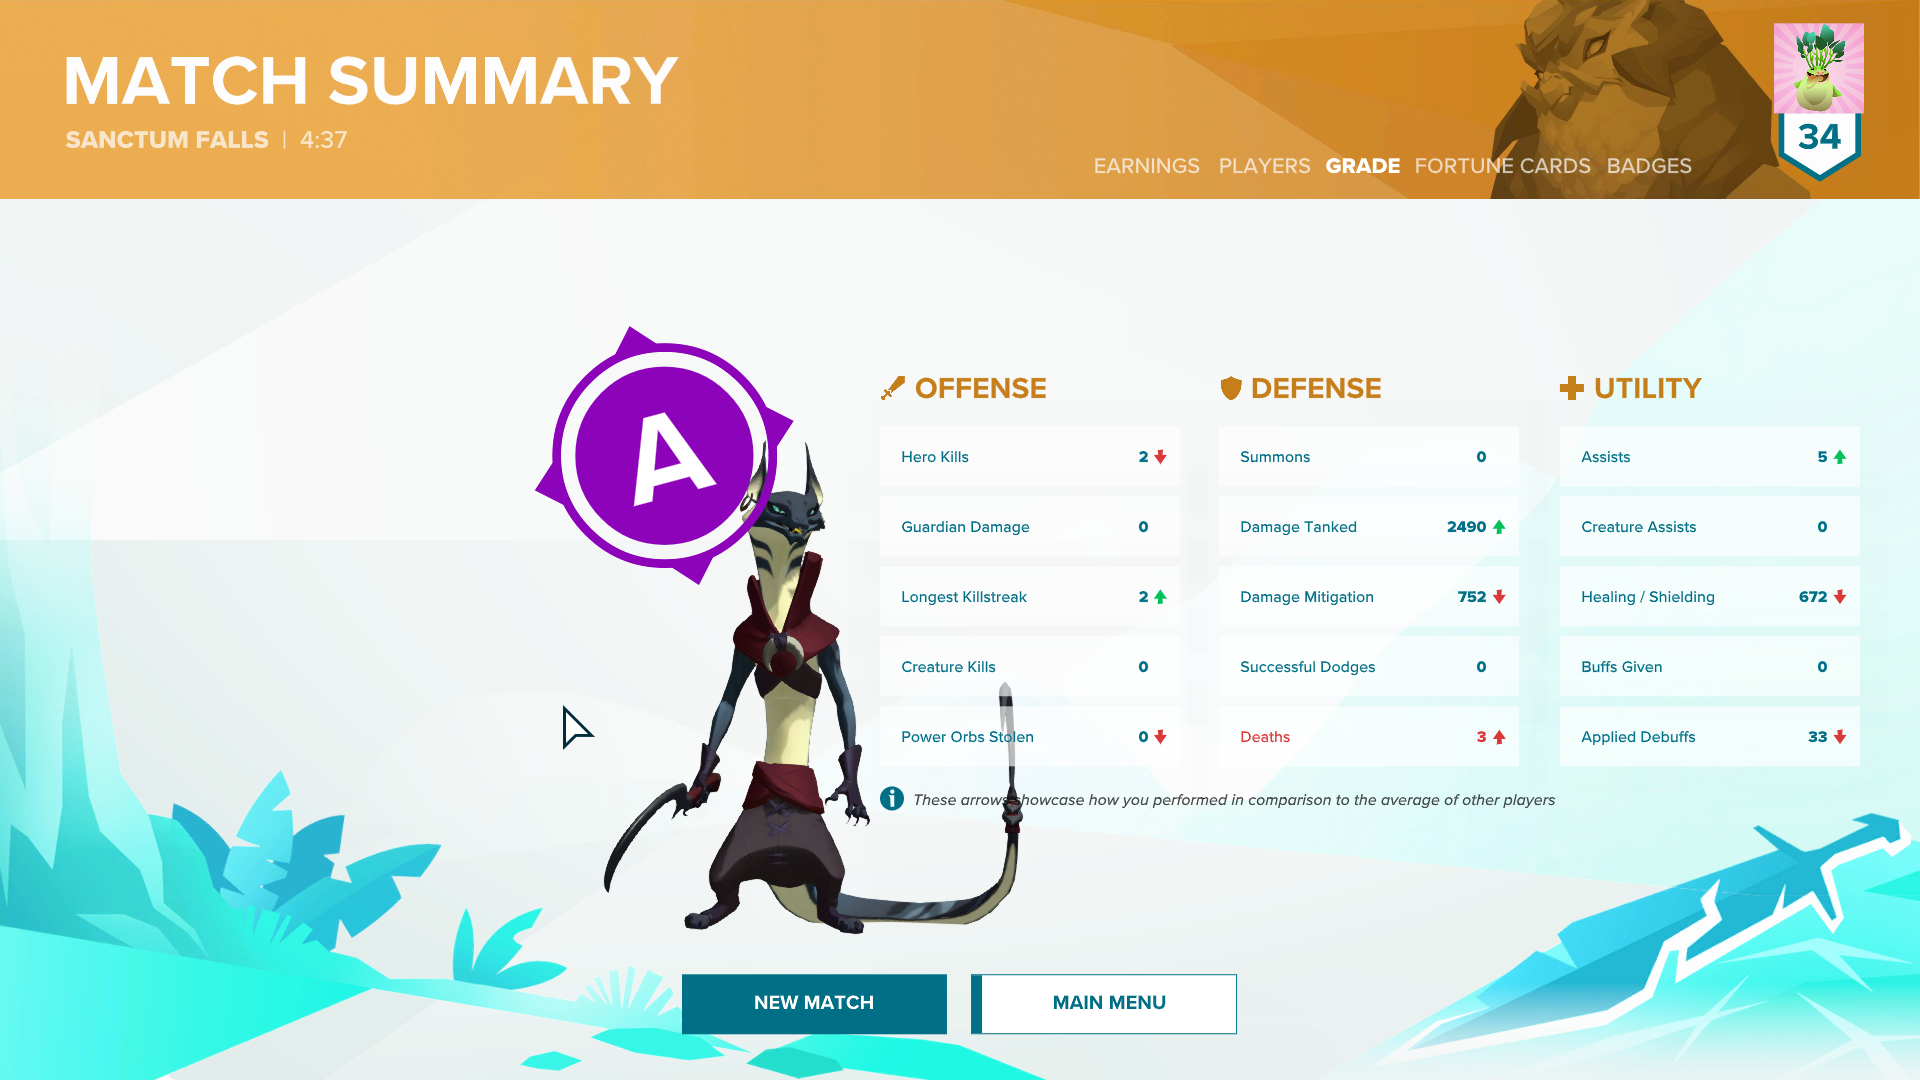 MATCH SUMMARY
SANCTUM FALLS | 4:37
EARNINGS PLAYERS GRADE FORTUNE CARDS BADGES
34
A
OFFENSE
Hero Kills 2
Guardian Damage 0
Longest Killstreak 2
Creature Kills 0
Power Orbs Stolen 0
DEFENSE
Summons 0
Damage Tanked 2490
Damage Mitigation 752
Successful Dodges 0
Deaths 3
UTILITY
Assists 5
Creature Assists 0
Healing / Shielding 672
Buffs Given 0
Applied Debuffs 33
i These arrows showcase how you performed in comparison to the average of other players
NEW MATCH
MAIN MENU